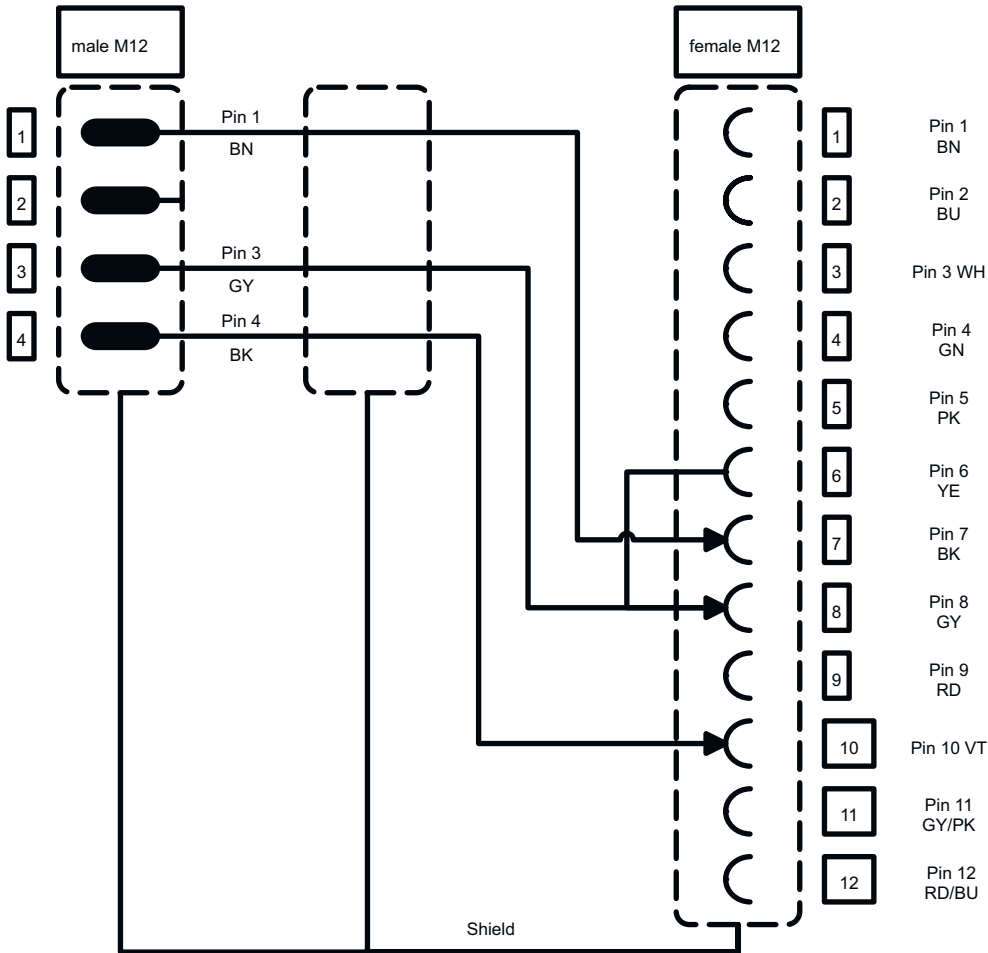 male M12
female M12
1
Pin 1
BN
1
Pin 1
BN
2
2
Pin 2
BU
3
Pin 3
GY
3
Pin 3 WH
4
Pin 4
BK
4
Pin 4
GN
5
Pin 5
PK
6
Pin 6
YE
7
Pin 7
BK
8
Pin 8
GY
9
Pin 9
RD
10
Pin 10 VT
11
Pin 11
GY/PK
12
Pin 12
RD/BU
Shield